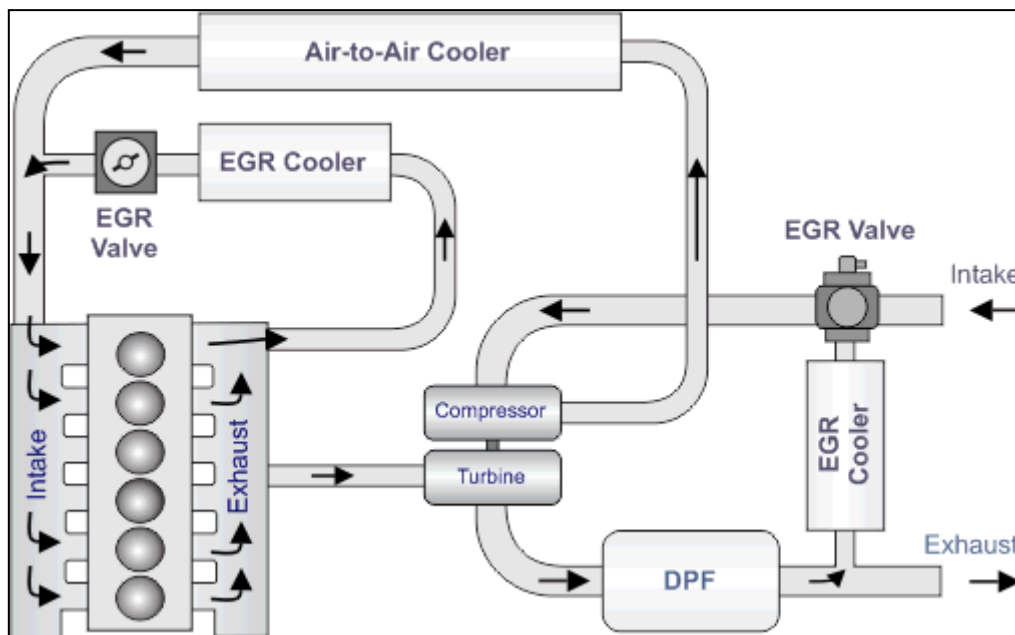 Air-to-Air Cooler
EGR Cooler
EGR
Valve
EGR Valve
Intake
Compressor
Turbine
Intake
Exhaust
EGR
Cooler
DPF
Exhaust